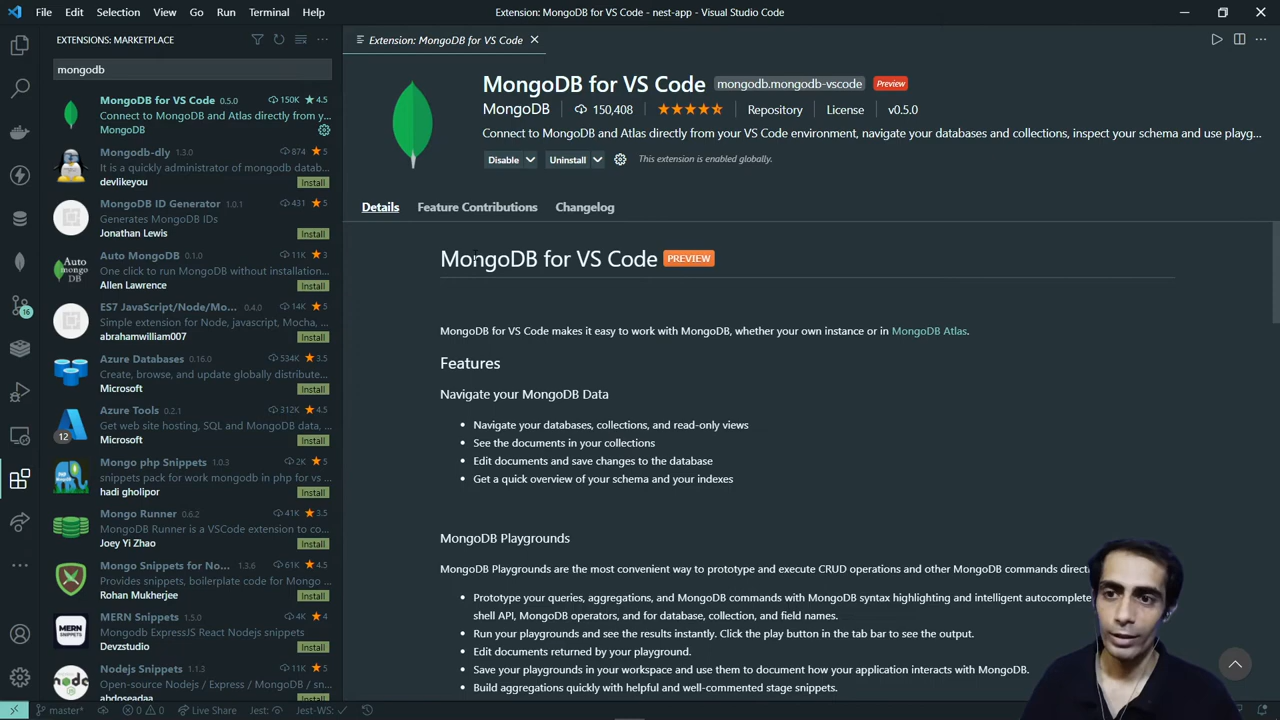 File Edit Selection View Go Run Terminal Help
Extension: MongoDB for VS Code - nest-app - Visual Studio Code
EXTENSIONS: MARKETPLACE
mongodb
MongoDB for VS Code 0.5.0 150K ★4.5
Connect to MongoDB and Atlas directly from y...
MongoDB
Mongodb-dly 1.3.0 874 ★5
It is a quickly administrator of mongodb datab...
devlikeyou Install
MongoDB ID Generator 1.0.1 431 ★5
Generates MongoDB IDs
Jonathan Lewis Install
Auto MongoDB 0.1.0 11K ★3
One click to run MongoDB without installation...
Allen Lawrence Install
Auto
mongo
DB
ES7 JavaScript/Node/Mo... 0.4.0 14K ★5
Simple extension for Node, javascript, Mocha, ...
abrahamwilliam007 Install
Azure Databases 0.16.0 534K ★3.5
Create, browse, and update globally distribute...
Microsoft Install
Azure Tools 0.2.1 312K ★4.5
Get web site hosting, SQL and MongoDB data, ...
Microsoft Install
12
Mongo php Snippets 1.0.3 2K ★5
snippets pack for work mongodb in php for vs ...
hadi gholipor Install
Mongo Runner 0.6.2 41K ★3.5
MongoDB Runner is a VSCode extension to co...
Joey Yi Zhao Install
Mongo Snippets for No... 1.3.6 61K ★4.5
Provides snippets, boilerplate code for Mongo ...
Rohan Mukherjee Install
MERN Snippets 1.5.0 4K ★4
Mongodb ExpressJS React Nodejs snippets
Devzstudio Install
MERN
SNIPPETS
Nodejs Snippets 1.1.3 11K ★5
Open-source Nodejs / Express / MongoDB / sn...
abdosaadaa Install
16
Extension: MongoDB for VS Code
MongoDB for VS Code mongodb.mongodb-vscode Preview
MongoDB 150,408 Repository License v0.5.0
Connect to MongoDB and Atlas directly from your VS Code environment, navigate your databases and collections, inspect your schema and use playg...
Disable Uninstall This extension is enabled globally.
Details Feature Contributions Changelog
MongoDB for VS Code PREVIEW
MongoDB for VS Code makes it easy to work with MongoDB, whether your own instance or in MongoDB Atlas.
Features
Navigate your MongoDB Data
• Navigate your databases, collections, and read-only views
• See the documents in your collections
• Edit documents and save changes to the database
• Get a quick overview of your schema and your indexes
MongoDB Playgrounds
MongoDB Playgrounds are the most convenient way to prototype and execute CRUD operations and other MongoDB commands directl
• Prototype your queries, aggregations, and MongoDB commands with MongoDB syntax highlighting and intelligent autocomplete
shell API, MongoDB operators, and for database, collection, and field names.
• Run your playgrounds and see the results instantly. Click the play button in the tab bar to see the output.
• Edit documents returned by your playground.
• Save your playgrounds in your workspace and use them to document how your application interacts with MongoDB.
• Build aggregations quickly with helpful and well-commented stage snippets.
master* 0 0 Live Share Jest: Jest-WS: